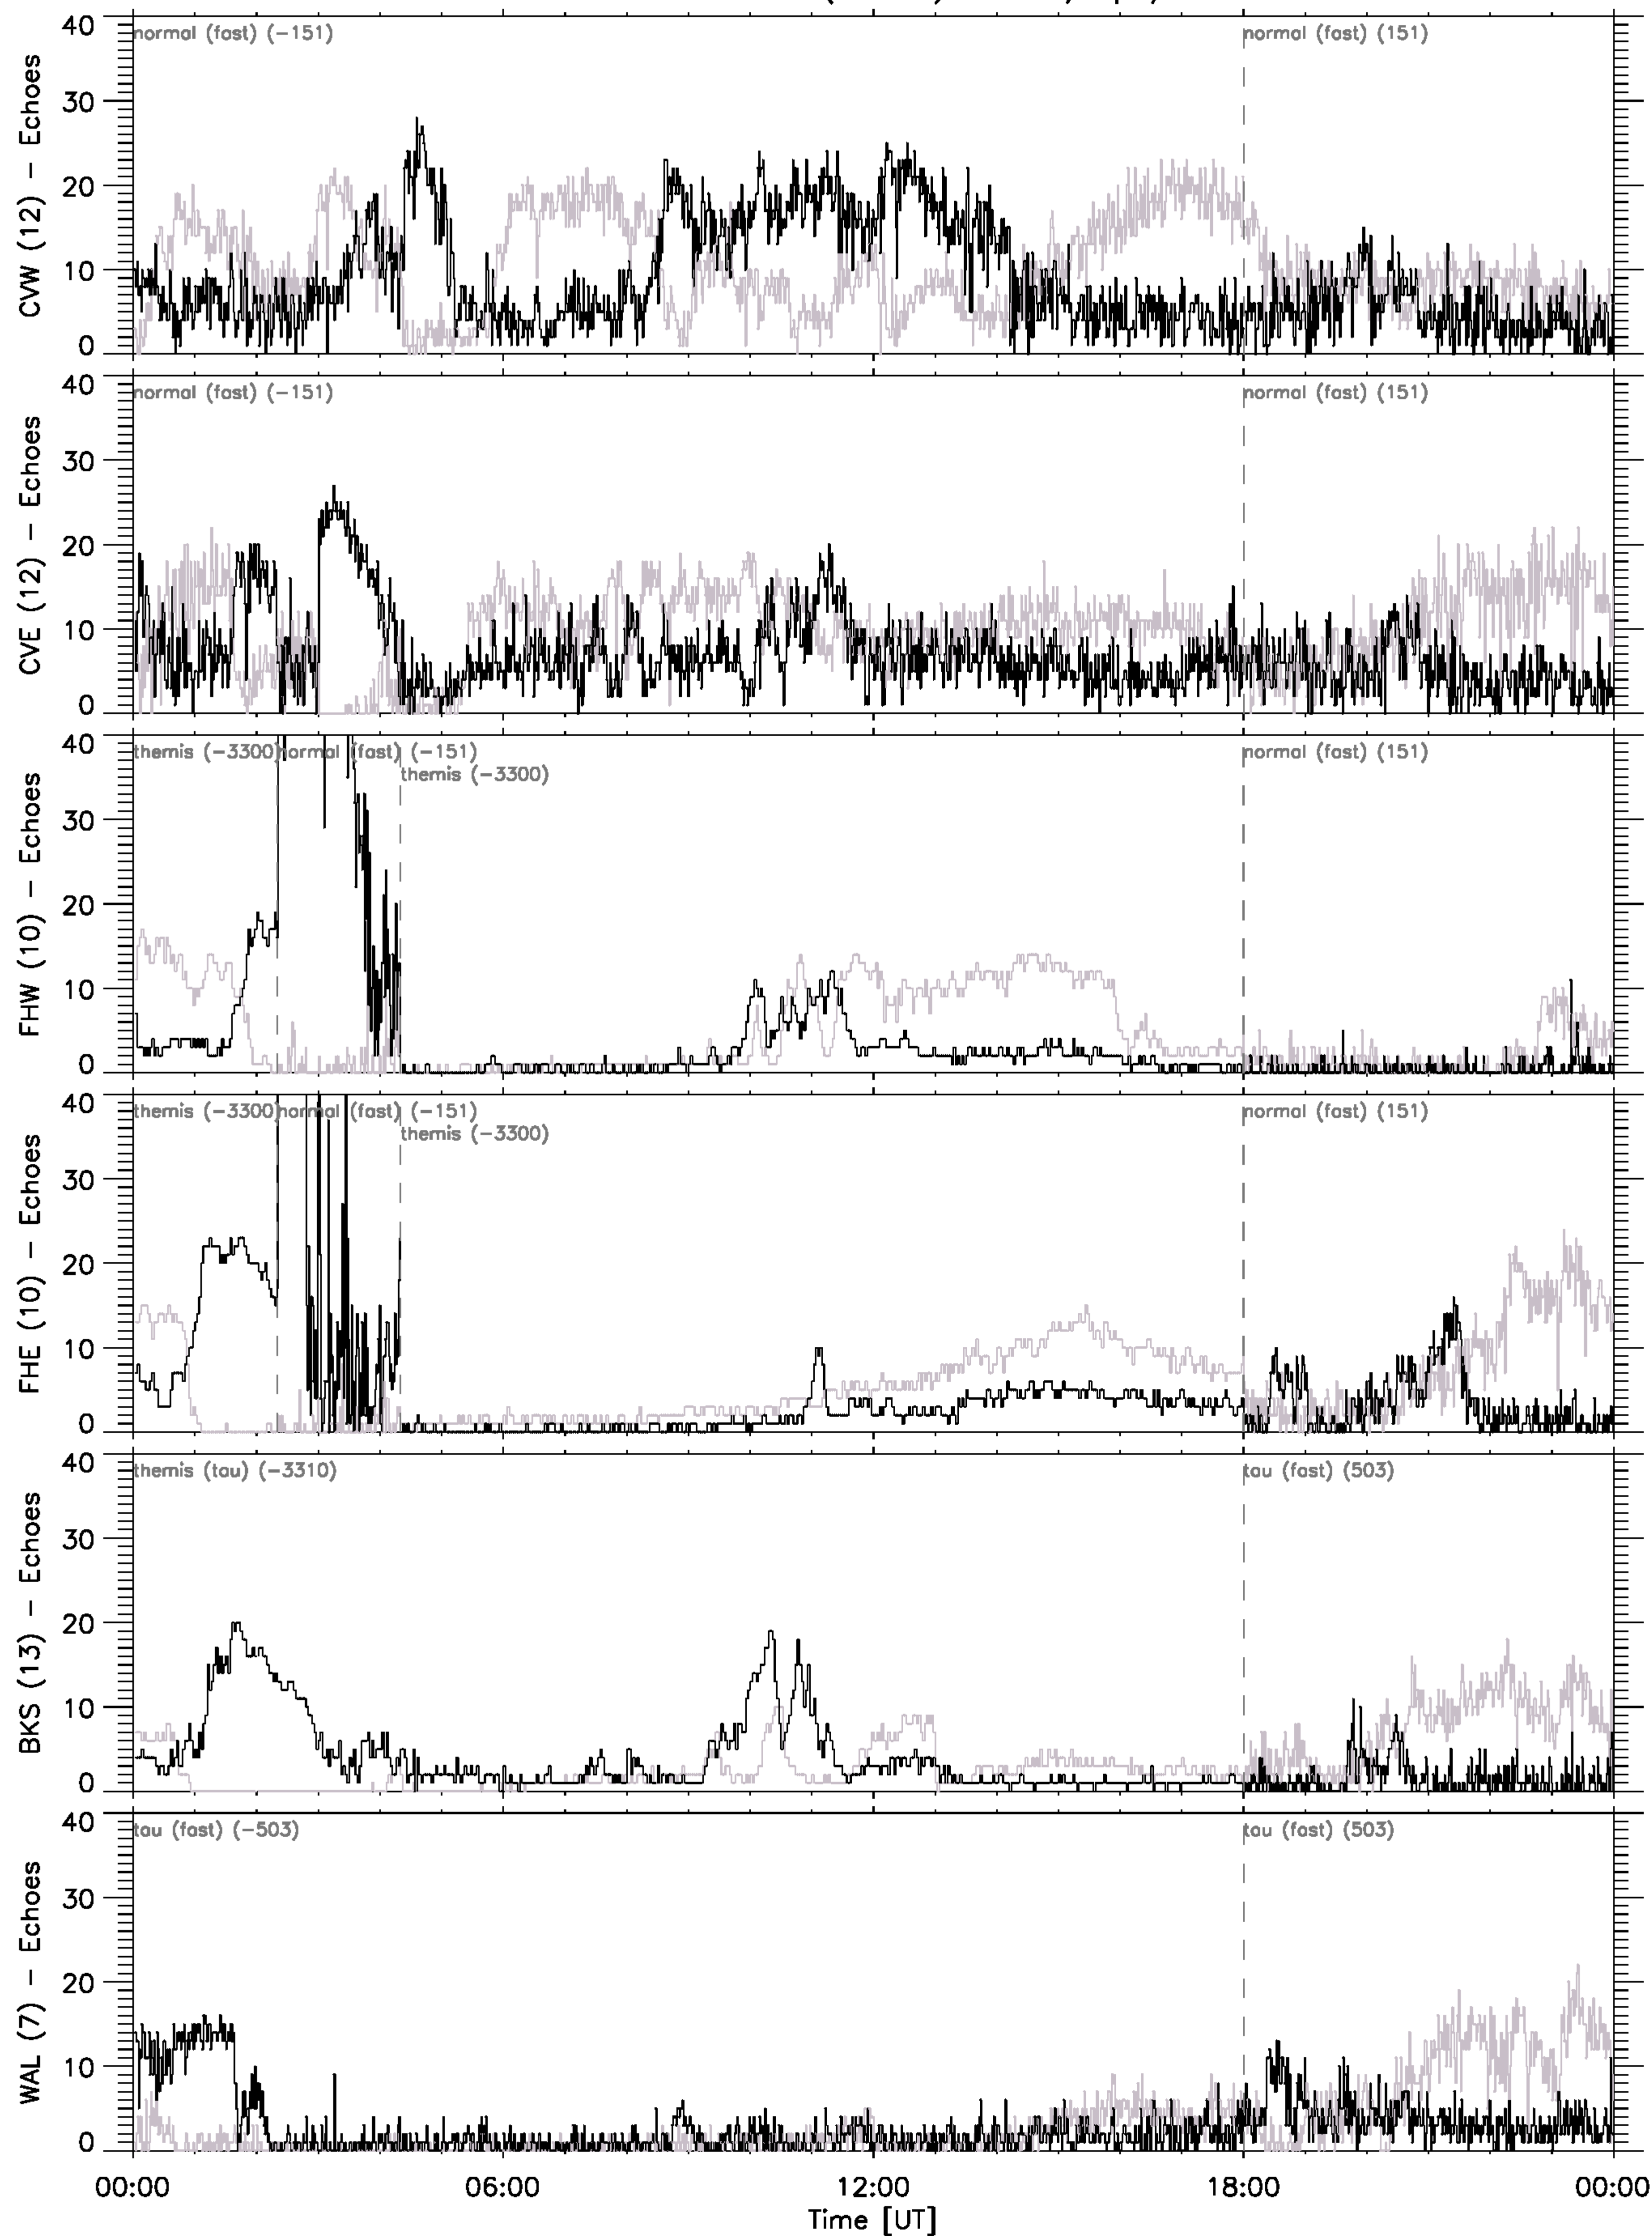 normal (fast) (-151)
normal (fast) (151)
CVW (12) - Echoes
40
30
20
10
0
normal (fast) (-151)
normal (fast) (151)
CVE (12) - Echoes
40
30
20
10
0
themis (-3300)
normal (fast) (-151)
themis (-3300)
normal (fast) (151)
FHW (10) - Echoes
40
30
20
10
0
themis (-3300)
normal (fast) (-151)
themis (-3300)
normal (fast) (151)
FHE (10) - Echoes
40
30
20
10
0
themis (tau) (-3310)
tau (fast) (503)
BKS (13) - Echoes
40
30
20
10
0
tau (fast) (-503)
tau (fast) (503)
WAL (7) - Echoes
40
30
20
10
0
00:00 06:00 12:00 18:00 00:00
Time [UT]